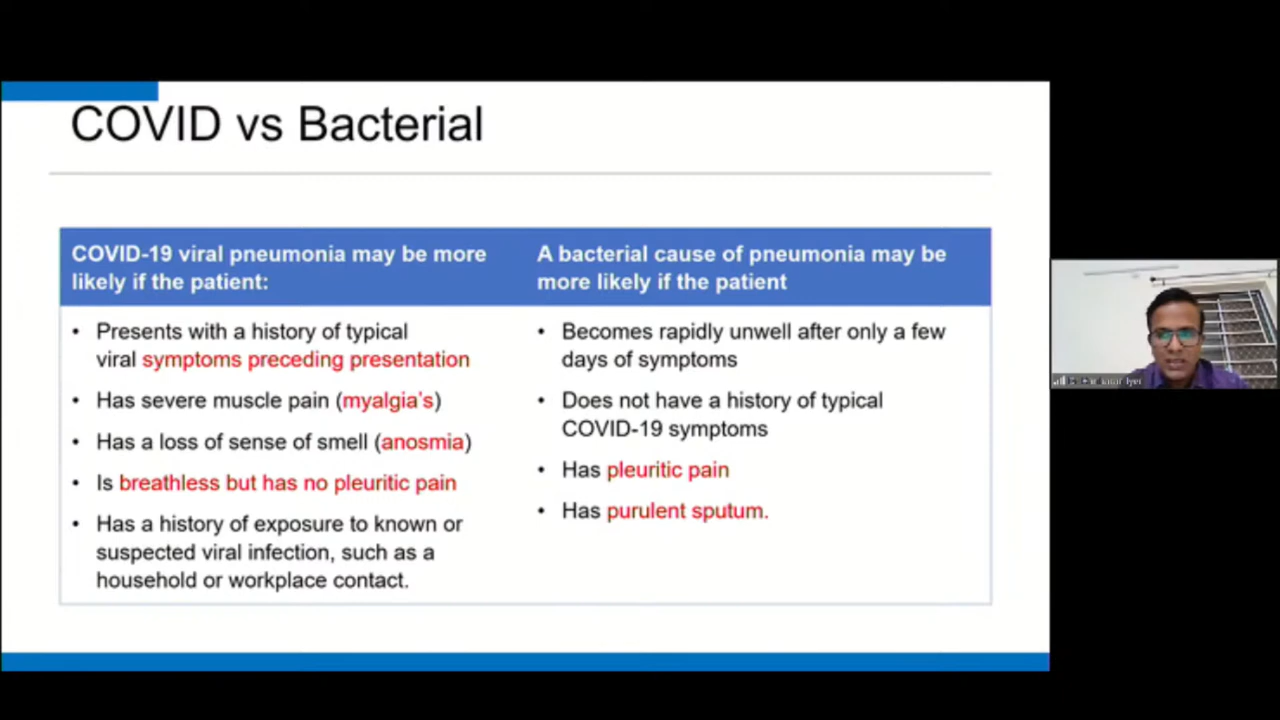 COVID vs Bacterial
COVID-19 viral pneumonia may be more
likely if the patient:
• Presents with a history of typical
viral symptoms preceding presentation
• Has severe muscle pain (myalgia's)
• Has a loss of sense of smell (anosmia)
• Is breathless but has no pleuritic pain
• Has a history of exposure to known or
suspected viral infection, such as a
household or workplace contact.
A bacterial cause of pneumonia may be
more likely if the patient
• Becomes rapidly unwell after only a few
days of symptoms
• Does not have a history of typical
COVID-19 symptoms
• Has pleuritic pain
• Has purulent sputum.